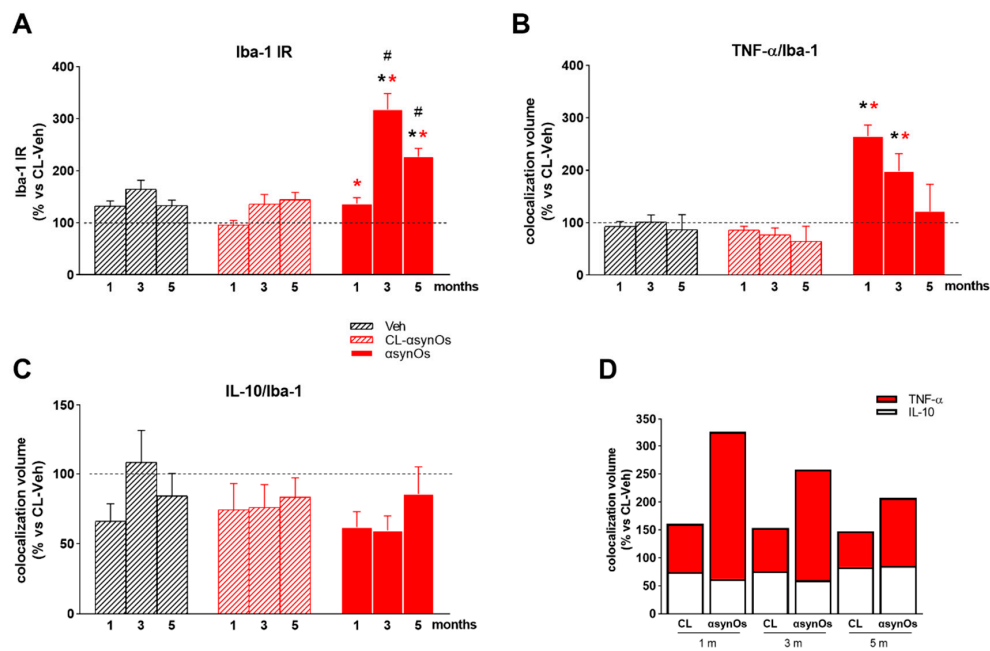 A
Iba-1 IR
Iba-1 IR
(% vs CL-Veh)
400
300
200
100
0
#
**
#
**
*
1 3 5 1 3 5 1 3 5 months
B
TNF-α/Iba-1
colocalization volume
(% vs CL-Veh)
400
300
200
100
0
**
**
1 3 5 1 3 5 1 3 5 months
Veh
CL-αsynOs
αsynOs
C
IL-10/Iba-1
colocalization volume
(% vs CL-Veh)
150
100
50
0
1 3 5 1 3 5 1 3 5
D
TNF-α
IL-10
colocalization volume
(% vs CL-Veh)
350
300
250
200
150
100
50
0
CL αsynOs CL αsynOs CL αsynOs
1 m 3 m 5 m